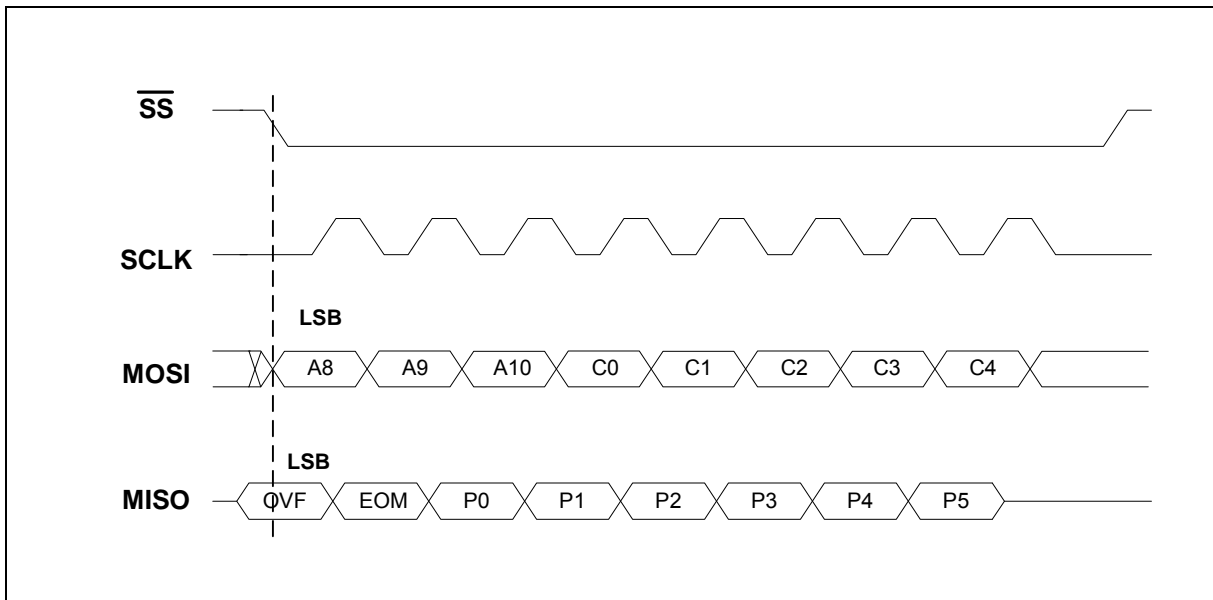 SS
SCLK
LSB
MOSI A8 A9 A10 C0 C1 C2 C3 C4
LSB
MISO OVF EOM P0 P1 P2 P3 P4 P5